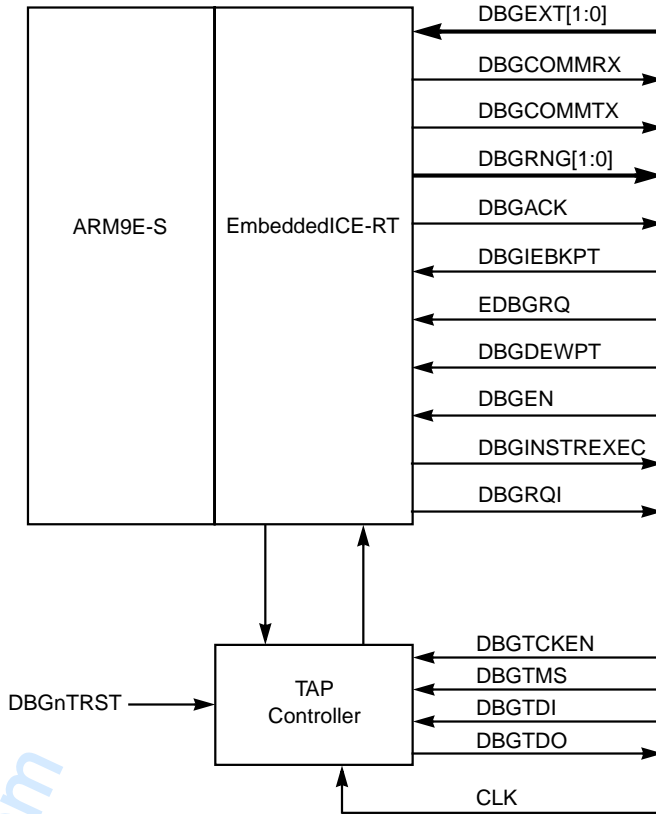 DBGEXT[1:0]
DBGCOMMRX
DBGCOMMTX
DBGRNG[1:0]
ARM9E-S
EmbeddedICE-RT
DBGACK
DBGIEBKPT
EDBGRQ
DBGDEWPT
DBGEN
DBGINSTREXEC
DBGRQI
DBGTCKEN
DBGTMS
DBGnTRST
TAP
Controller
DBGTDI
DBGTDO
CLK